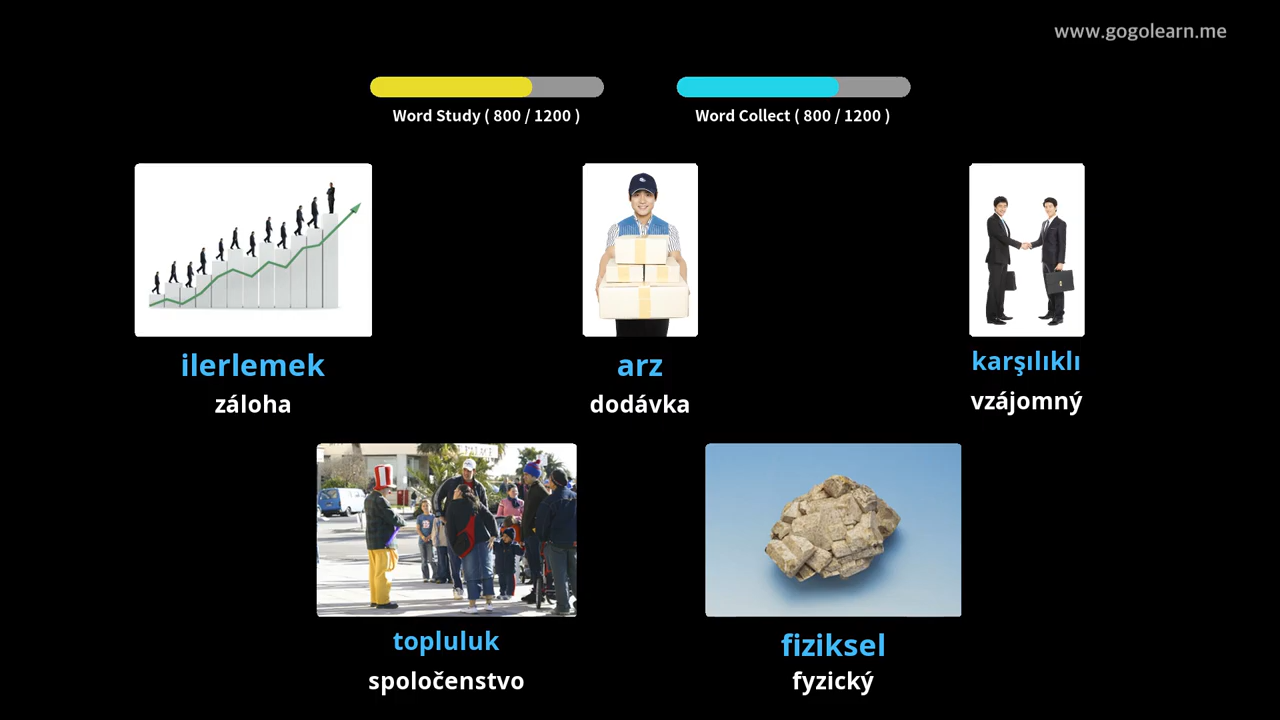 www.gogolearn.me
Word Study ( 800 / 1200 )
Word Collect ( 800 / 1200 )
ilerlemek
záloha
arz
dodávka
karşılıklı
vzájomný
topluluk
spoločenstvo
fiziksel
fyzický